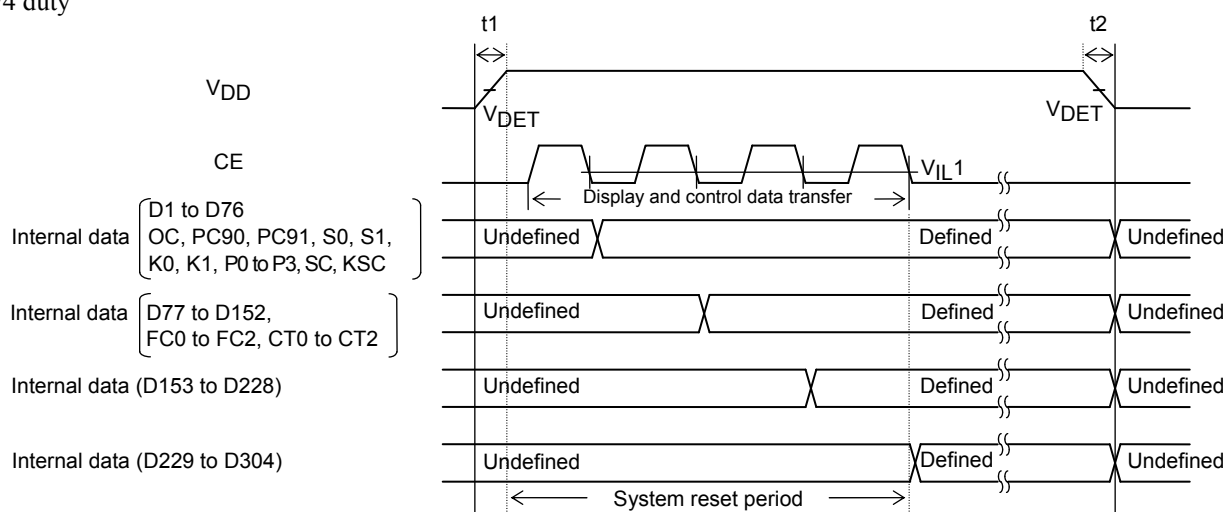 4 duty
t1
t2
VDD
VDET
VDET
CE
VIL1
Display and control data transfer
Internal data
D1 to D76
OC, PC90, PC91, S0, S1,
K0, K1, P0 to P3, SC, KSC
Undefined
Defined
Undefined
Internal data
D77 to D152,
FC0 to FC2, CT0 to CT2
Undefined
Defined
Undefined
Internal data (D153 to D228)
Undefined
Defined
Undefined
Internal data (D229 to D304)
Undefined
Defined
Undefined
System reset period